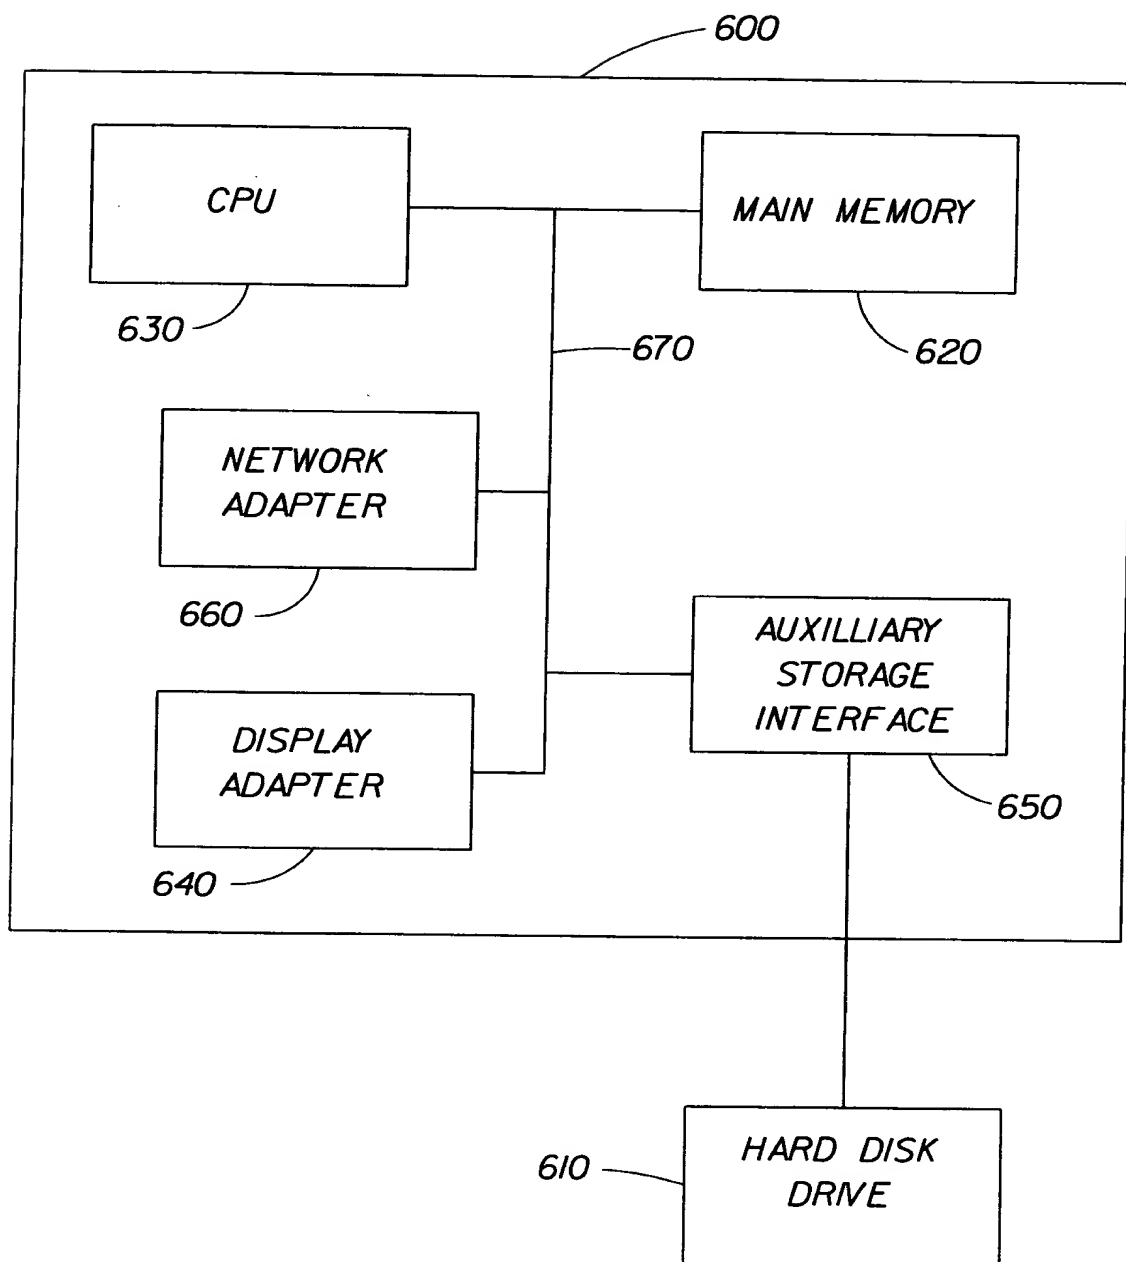 600
CPU
MAIN MEMORY
630
670
620
NETWORK
ADAPTER
660
AUXILLIARY
STORAGE
INTERFACE
DISPLAY
ADAPTER
650
640
610
HARD DISK
DRIVE